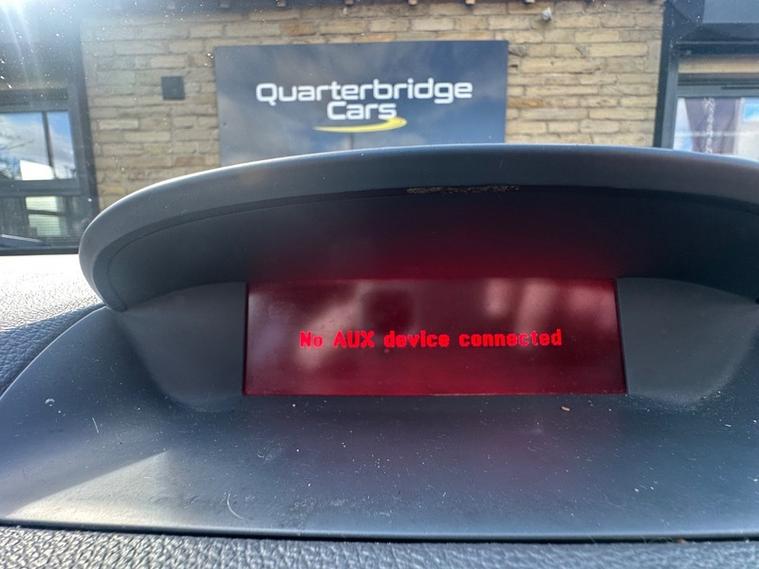 Quarterbridge
Cars
No AUX device connected